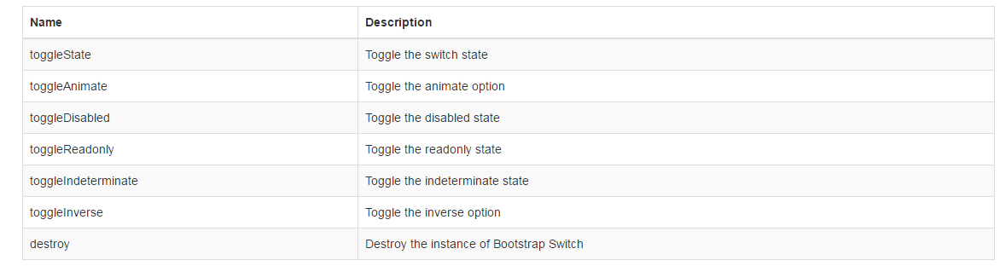 Name Description
toggleState Toggle the switch state
toggleAnimate Toggle the animate option
toggleDisabled Toggle the disabled state
toggleReadonly Toggle the readonly state
toggleIndeterminate Toggle the indeterminate state
toggleInverse Toggle the inverse option
destroy Destroy the instance of Bootstrap Switch